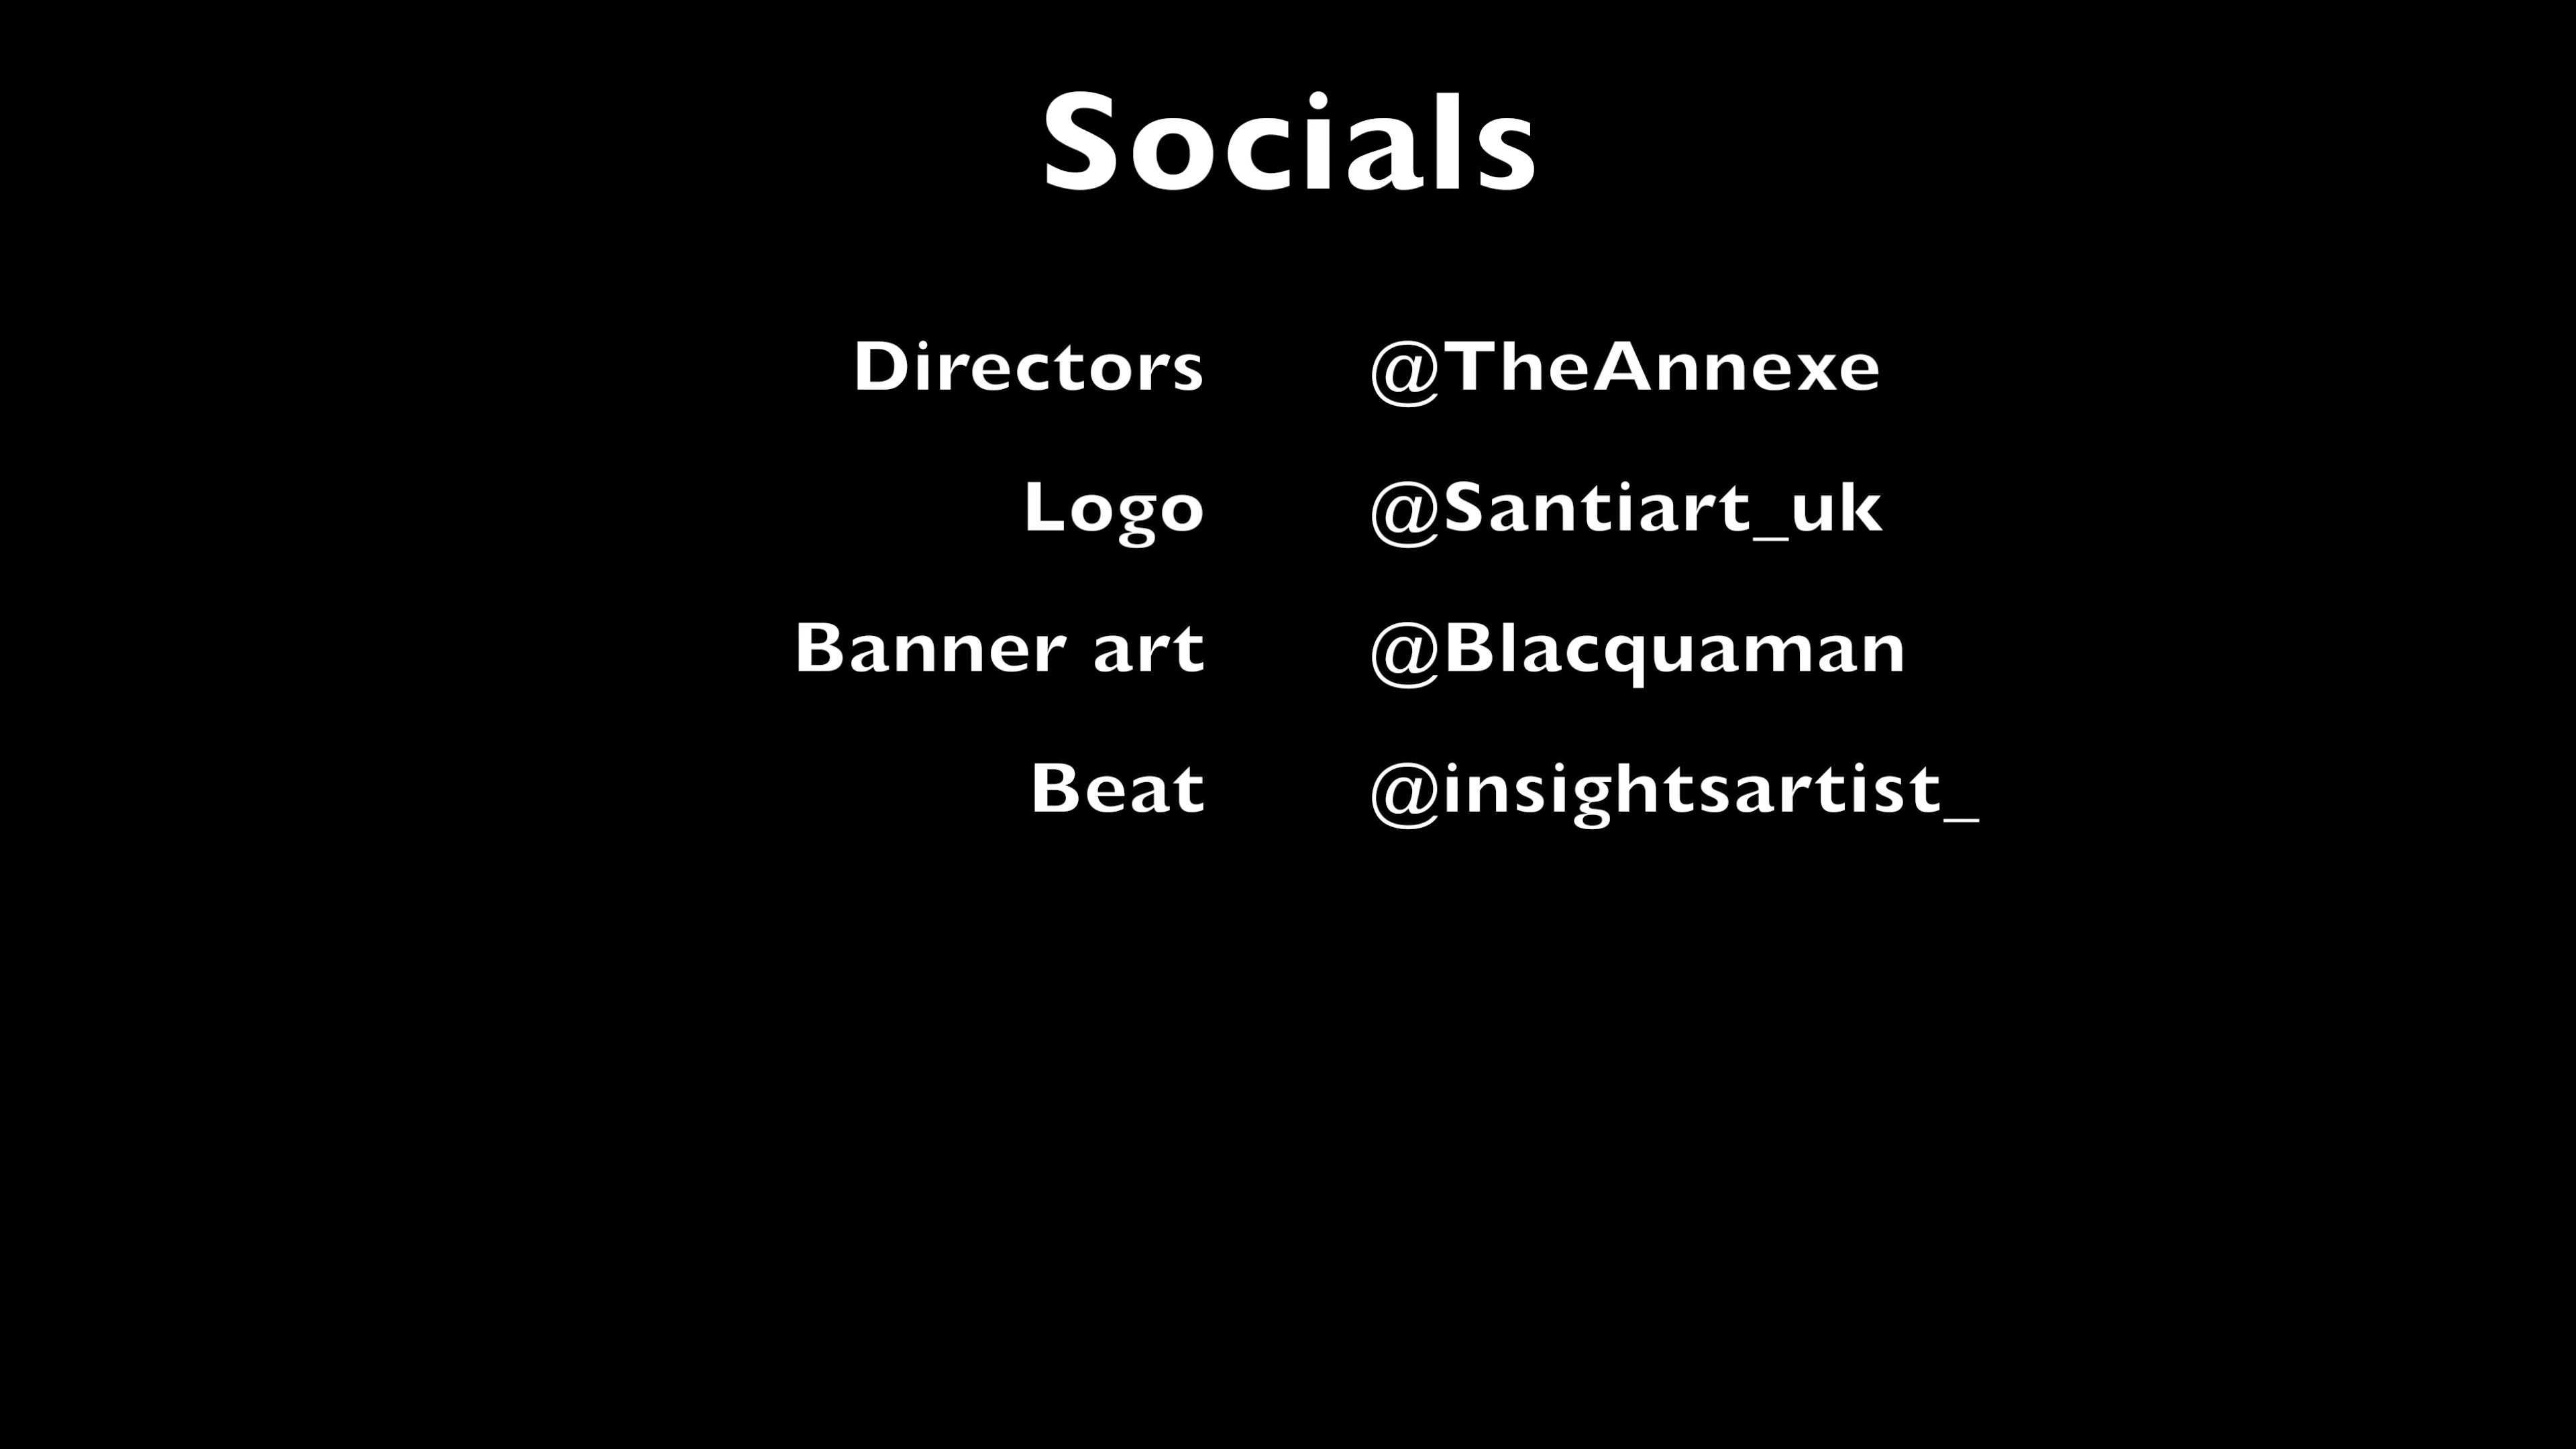 Socials
Directors @TheAnnexe
Logo @Santiart_uk
Banner art @Blacquaman
Beat @insightsartist_